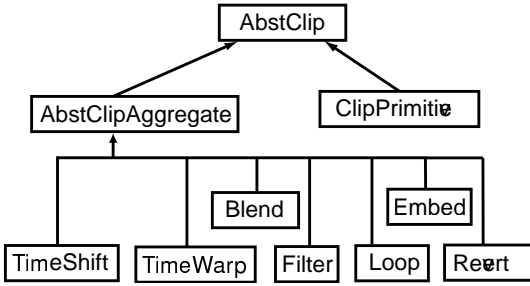 AbstClip
AbstClipAggregate
ClipPrimitive
Blend
Embed
TimeShift
TimeWarp
Filter
Loop
Revert